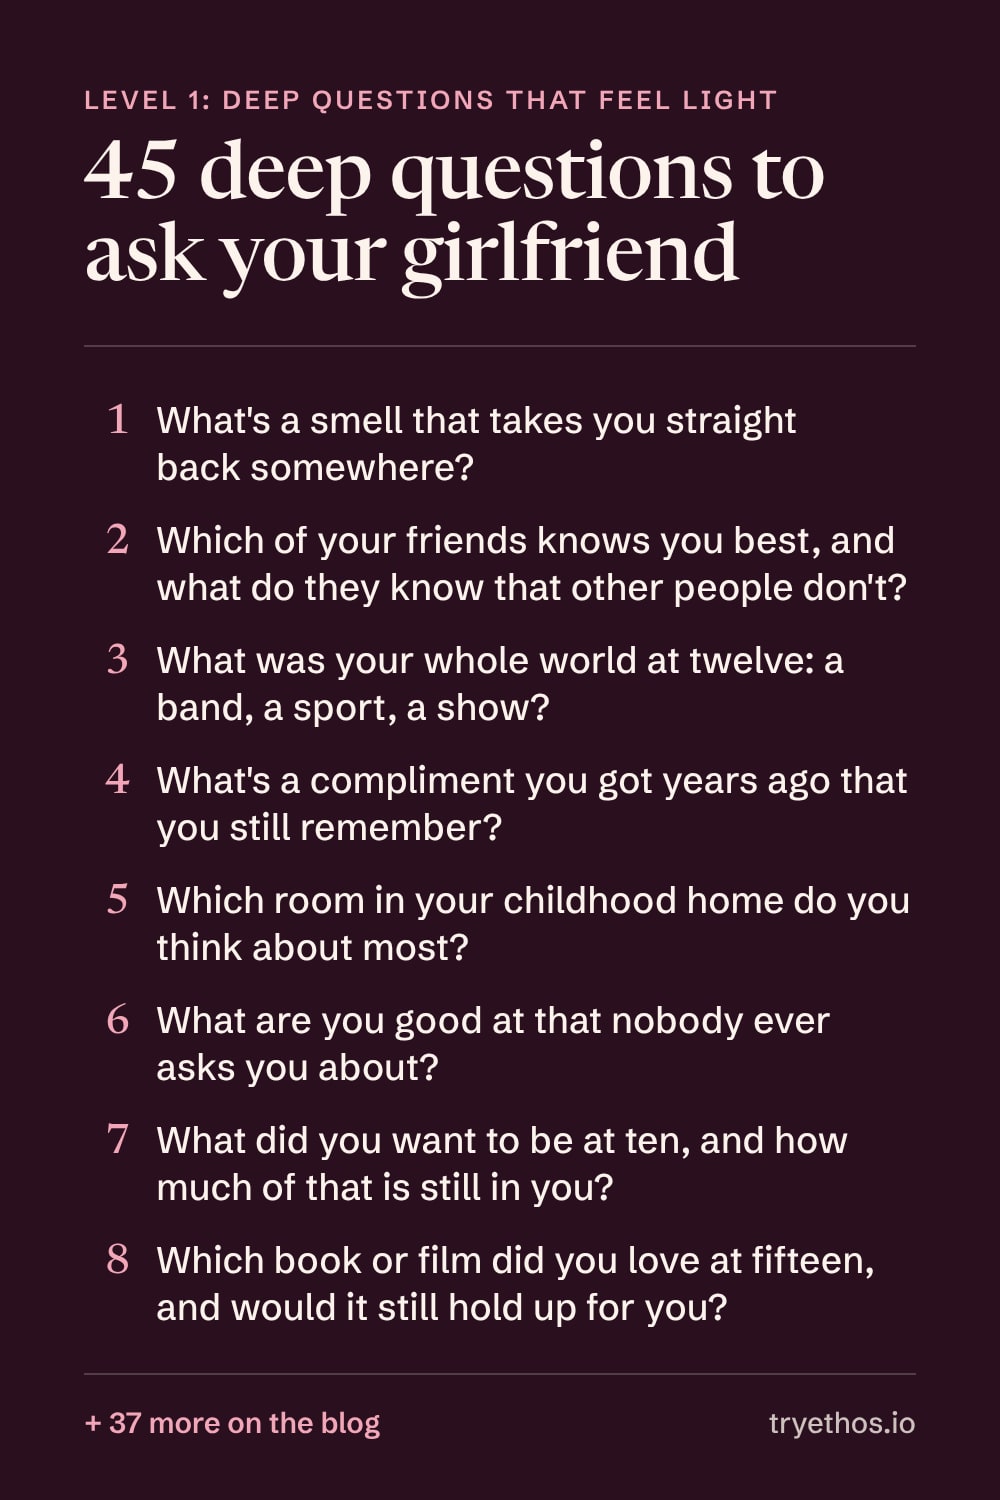 LEVEL 1: DEEP QUESTIONS THAT FEEL LIGHT
45 deep questions to
ask your girlfriend
1 What's a smell that takes you straight
back somewhere?
2 Which of your friends knows you best, and
what do they know that other people don't?
3 What was your whole world at twelve: a
band, a sport, a show?
4 What's a compliment you got years ago that
you still remember?
5 Which room in your childhood home do you
think about most?
6 What are you good at that nobody ever
asks you about?
7 What did you want to be at ten, and how
much of that is still in you?
8 Which book or film did you love at fifteen,
and would it still hold up for you?
+ 37 more on the blog
tryethos.io